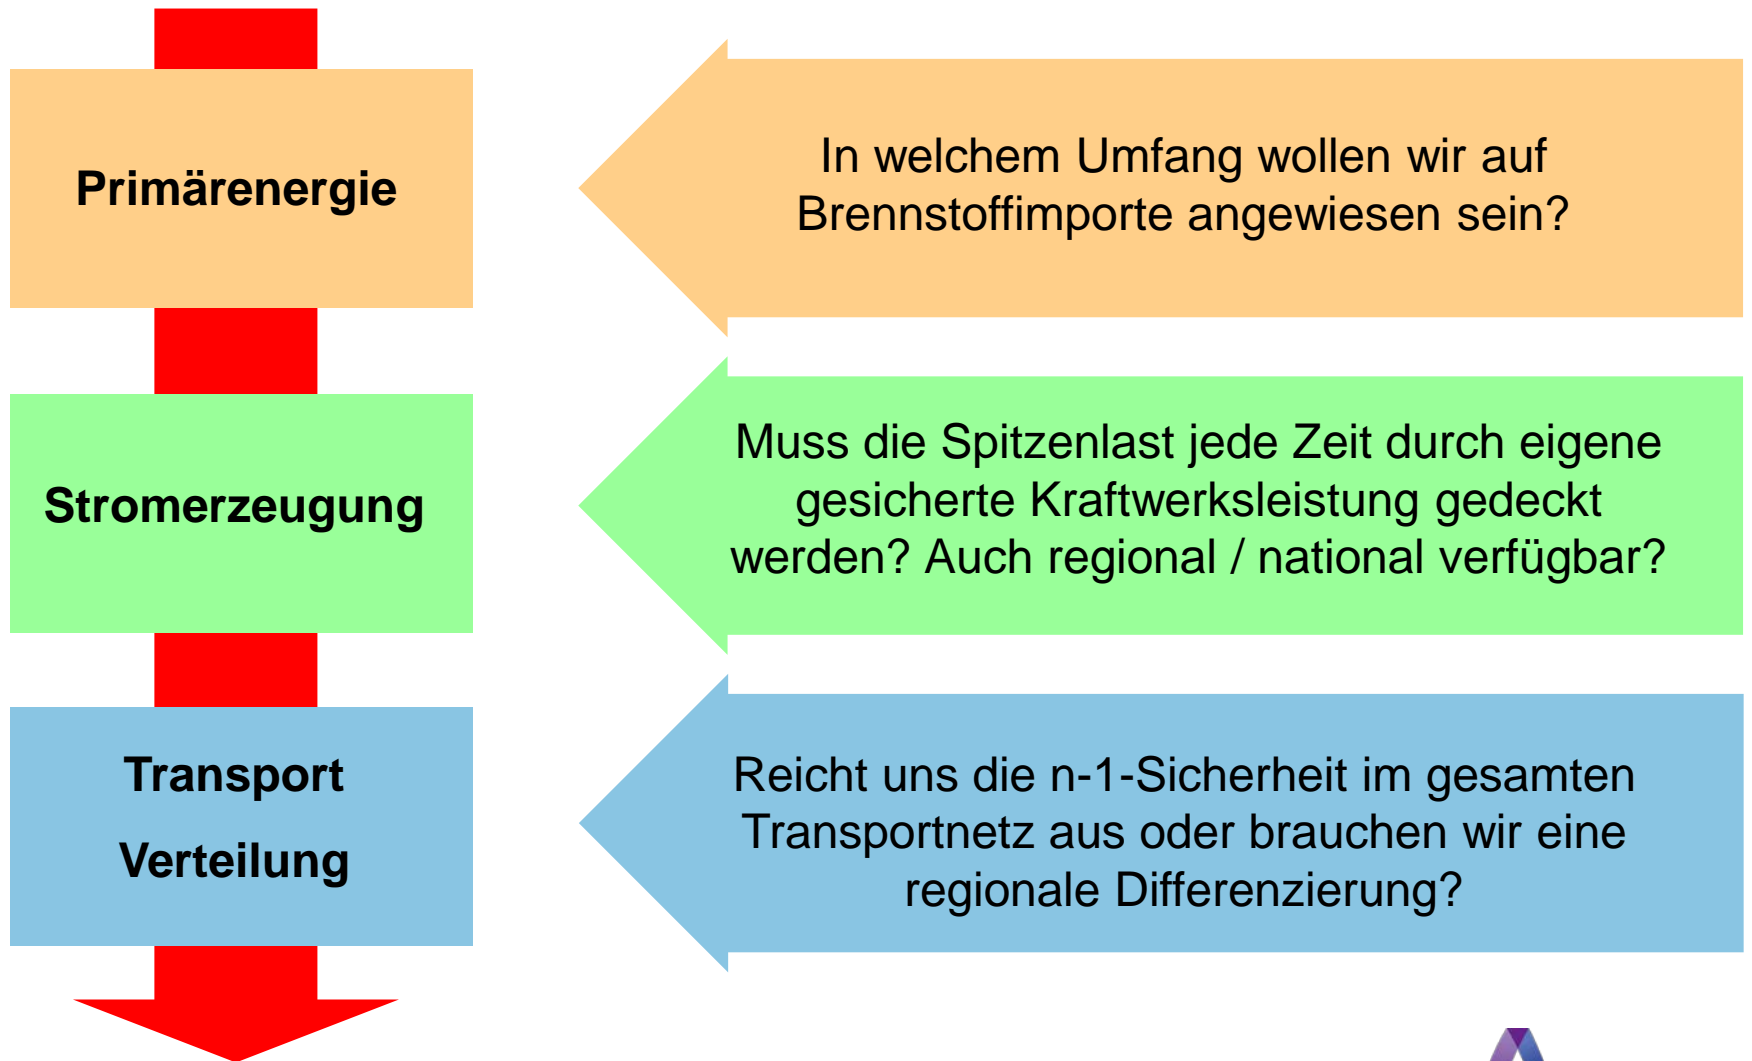 Primärenergie
In welchem Umfang wollen wir auf
Brennstoffimporte angewiesen sein?
Stromerzeugung
Muss die Spitzenlast jede Zeit durch eigene
gesicherte Kraftwerksleistung gedeckt
werden? Auch regional / national verfügbar?
Transport
Verteilung
Reicht uns die n-1-Sicherheit im gesamten
Transportnetz aus oder brauchen wir eine
regionale Differenzierung?